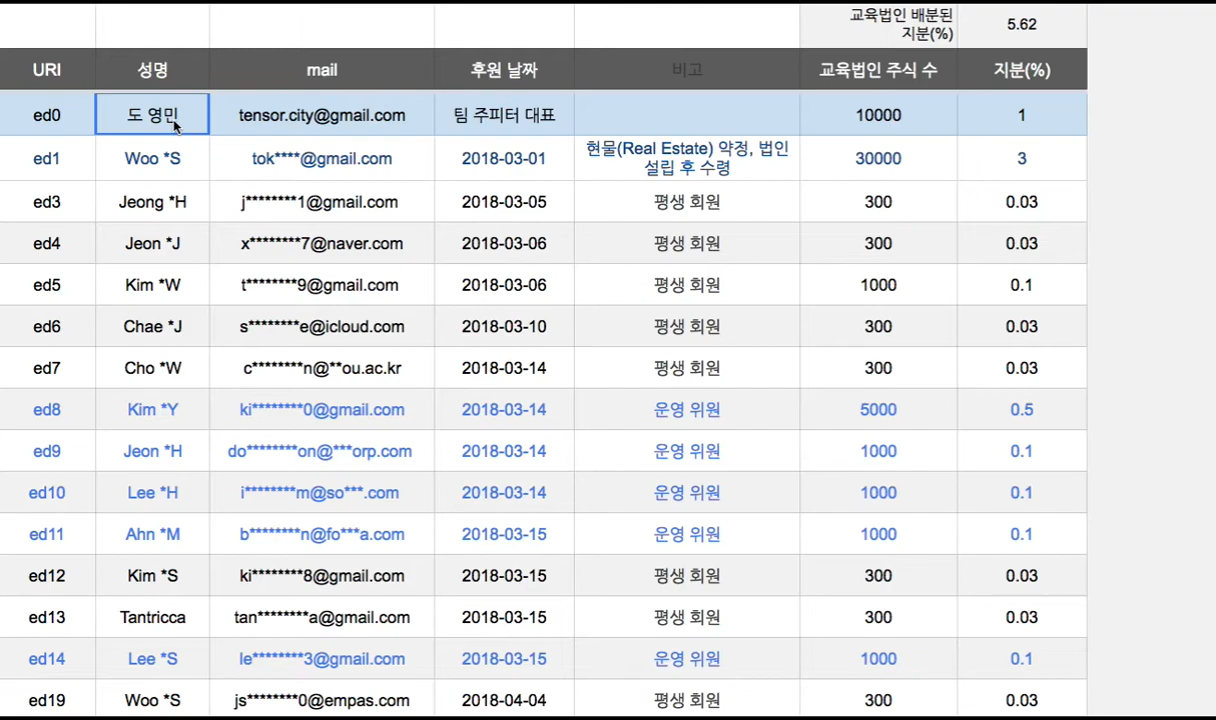 교육법인 배분된
지분(%) 5.62
URI 성명 mail 후원 날짜 비고 교육법인 주식 수 지분(%)
ed0 도 영민 tensor.city@gmail.com 팀 주피터 대표 10000 1
ed1 Woo *S tok****@gmail.com 2018-03-01 현물(Real Estate) 약정, 법인 설립 후 수령 30000 3
ed3 Jeong *H j********1@gmail.com 2018-03-05 평생 회원 300 0.03
ed4 Jeon *J x********7@naver.com 2018-03-06 평생 회원 300 0.03
ed5 Kim *W t********9@gmail.com 2018-03-06 평생 회원 1000 0.1
ed6 Chae *J s********e@icloud.com 2018-03-10 평생 회원 300 0.03
ed7 Cho *W c********n@**ou.ac.kr 2018-03-14 평생 회원 300 0.03
ed8 Kim *Y ki********0@gmail.com 2018-03-14 운영 위원 5000 0.5
ed9 Jeon *H do********on@***orp.com 2018-03-14 운영 위원 1000 0.1
ed10 Lee *H i********m@so***.com 2018-03-14 운영 위원 1000 0.1
ed11 Ahn *M b********n@fo***a.com 2018-03-15 운영 위원 1000 0.1
ed12 Kim *S ki********8@gmail.com 2018-03-15 평생 회원 300 0.03
ed13 Tantricca tan********a@gmail.com 2018-03-15 평생 회원 300 0.03
ed14 Lee *S le********3@gmail.com 2018-03-15 운영 위원 1000 0.1
ed19 Woo *S js********0@empas.com 2018-04-04 평생 회원 300 0.03